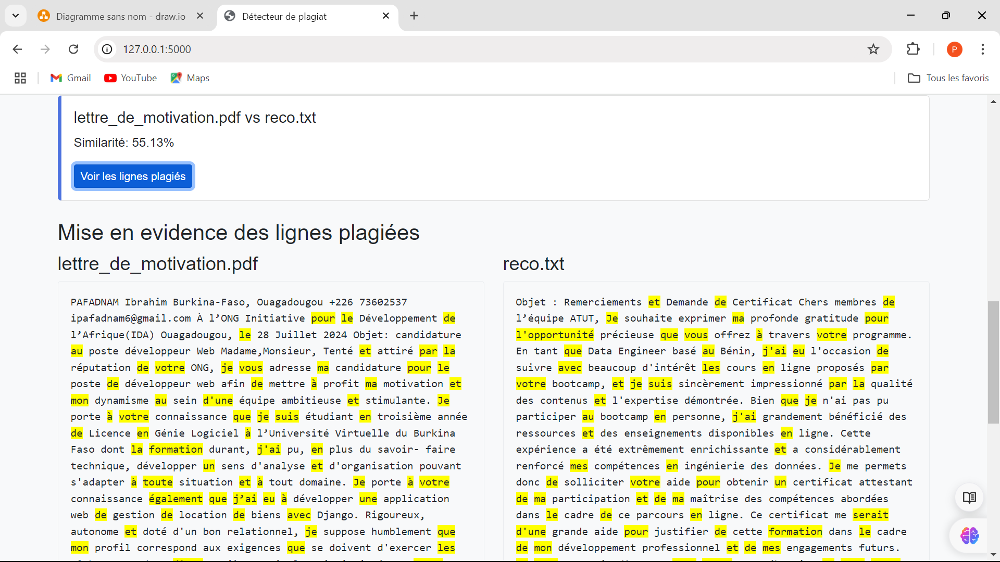 Diagramme sans nom - draw.io
Détecteur de plagiat
127.0.0.1:5000
P
Gmail
YouTube
Maps
Tous les favoris
lettre_de_motivation.pdf vs reco.txt
Similarité: 55.13%
Voir les lignes plagiés
Mise en evidence des lignes plagiées
lettre_de_motivation.pdf
PAFADNAM Ibrahim Burkina-Faso, Ouagadougou +226 73602537
ipafadnam6@gmail.com À l’ONG Initiative pour le Développement de
l’Afrique(IDA) Ouagadougou, le 28 Juillet 2024 Objet: candidature
au poste développeur Web Madame,Monsieur, Tenté et attiré par la
réputation de votre ONG, je vous adresse ma candidature pour le
poste de développeur web afin de mettre à profit ma motivation et
mon dynamisme au sein d'une équipe ambitieuse et stimulante. Je
porte à votre connaissance que je suis étudiant en troisième année
de Licence en Génie Logiciel à l’Université Virtuelle du Burkina
Faso dont la formation durant, j'ai pu, en plus du savoir- faire
technique, développer un sens d'analyse et d'organisation pouvant
s'adapter à toute situation et à tout domaine. Je porte à votre
connaissance également que j’ai eu à développer une application
web de gestion de location de biens avec Django. Rigoureux,
autonome et doté d'un bon relationnel, je suppose humblement que
mon profil correspond aux exigences que se doivent d'exercer les
reco.txt
Objet : Remerciements et Demande de Certificat Chers membres de
l’équipe ATUT, Je souhaite exprimer ma profonde gratitude pour
l'opportunité précieuse que vous offrez à travers votre programme.
En tant que Data Engineer basé au Bénin, j'ai eu l'occasion de
suivre avec beaucoup d'intérêt les cours en ligne proposés par
votre bootcamp, et je suis sincèrement impressionné par la qualité
des contenus et l'expertise démontrée. Bien que je n'ai pas pu
participer au bootcamp en personne, j'ai grandement bénéficié des
ressources et des enseignements disponibles en ligne. Cette
expérience a été extrêmement enrichissante et a considérablement
renforcé mes compétences en ingénierie des données. Je me permets
donc de solliciter votre aide pour obtenir un certificat attestant
de ma participation et de ma maîtrise des compétences abordées
dans le cadre de ce parcours en ligne. Ce certificat me serait
d'une grande aide pour justifier de cette formation dans le cadre
de mon développement professionnel et de mes engagements futurs.